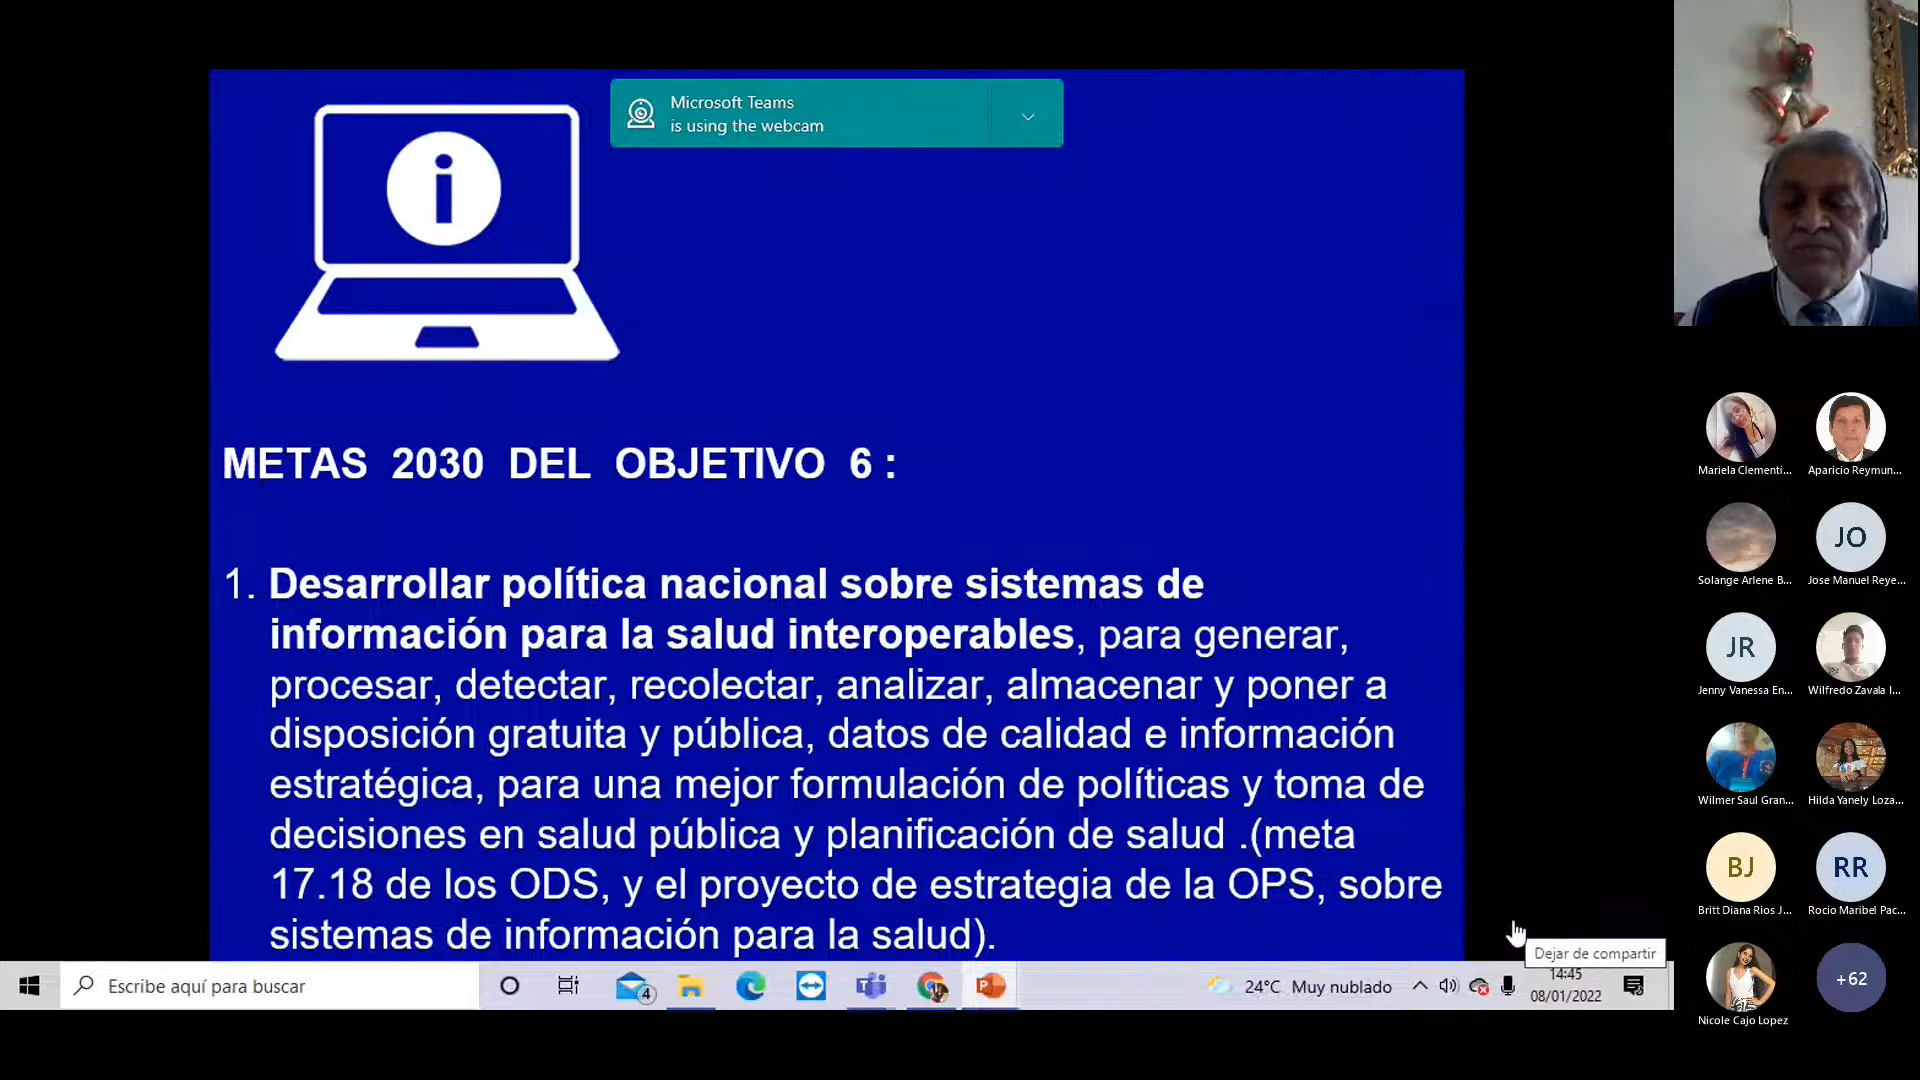 Microsoft Teams
is using the webcam
i
METAS 2030 DEL OBJETIVO 6 :
1. Desarrollar política nacional sobre sistemas de
información para la salud interoperables, para generar,
procesar, detectar, recolectar, analizar, almacenar y poner a
disposición gratuita y pública, datos de calidad e información
estratégica, para una mejor formulación de políticas y toma de
decisiones en salud pública y planificación de salud .(meta
17.18 de los ODS, y el proyecto de estrategia de la OPS, sobre
sistemas de información para la salud).
Dejar de compartir
Escribe aquí para buscar
4
24°C Muy nublado
14:45
08/01/2022
Mariela Clementi...
Aparicio Reymun...
Solange Arlene B...
JO
Jose Manuel Reye...
JR
Jenny Vanessa En...
Wilfredo Zavala I...
Wilmer Saul Gran...
Hilda Yanely Loza...
BJ
Britt Diana Rios J...
RR
Rocio Maribel Pac...
Nicole Cajo Lopez
+62